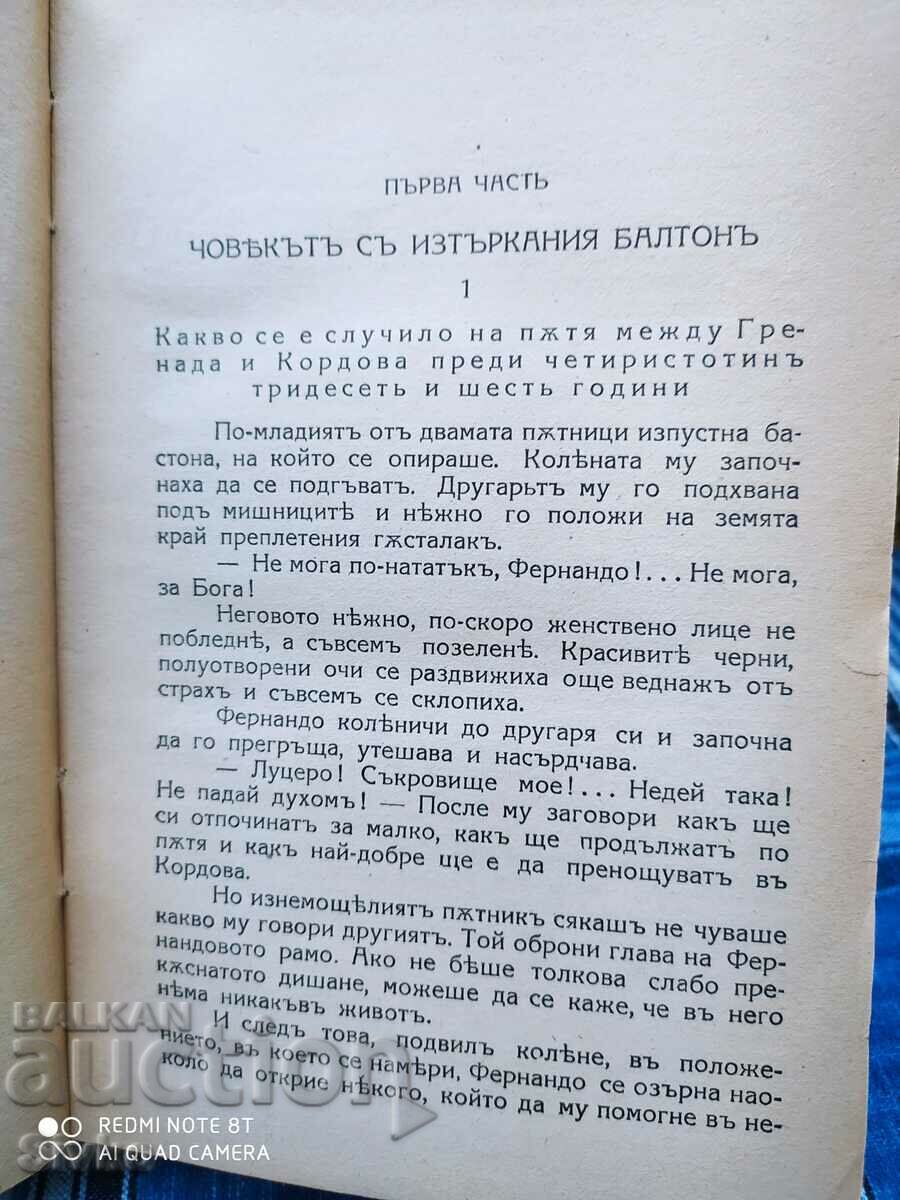 ПЪРВА ЧАСТЬ
ЧОВѢКЪТЪ СЪ ИЗТЪРКАНИЯ БАЛТОНЪ
1
Какво се е случило на пѫтя между Гре-
нада и Кордова преди четиристотинъ
тридесеть и шесть години
По-младиятъ отъ двамата пѫтници изпустна ба-
стона, на който се опираше. Колѣната му започ-
наха да се подгъватъ. Другарьтъ му го подхвана
подъ мишницитѣ и нѣжно го положи на земята
край преплетения гѫсталакъ.
— Не мога по-нататъкъ, Фернандо!... Не мога,
за Бога!
Неговото нѣжно, по-скоро женствено лице не
побледнѣ, а съвсемъ позеленѣ. Красивитѣ черни,
полуотворени очи се раздвижиха още веднажъ отъ
страхъ и съвсемъ се склопиха.
Фернандо колѣничи до другаря си и започна
да го прегръща, утешава и насърдчава.
— Луцеро! Съкровище мое!... Недей така!
Не падай духомъ! — После му заговори какъ ще
си отпочинатъ за малко, какъ ще продължатъ по
пѫтя и какъ най-добре ще е да пренощуватъ въ
Кордова.
Но изнемощѣлиятъ пѫтникъ сякашъ не чуваше
какво му говори другиятъ. Той оброни глава на Фер-
нандовото рамо. Ако не бѣше толкова слабо пре-
кѫснатото дишане, можеше да се каже, че въ него
нѣма никакъвъ животъ.
И следъ това, подвилъ колѣне, въ положе-
нието, въ което се намѣри, Фернандо се озърна нао-
коло да открие нѣкого, който да му помогне въ не-
BALKAN
auction
REDMI NOTE 8T
AI QUAD CAMERA